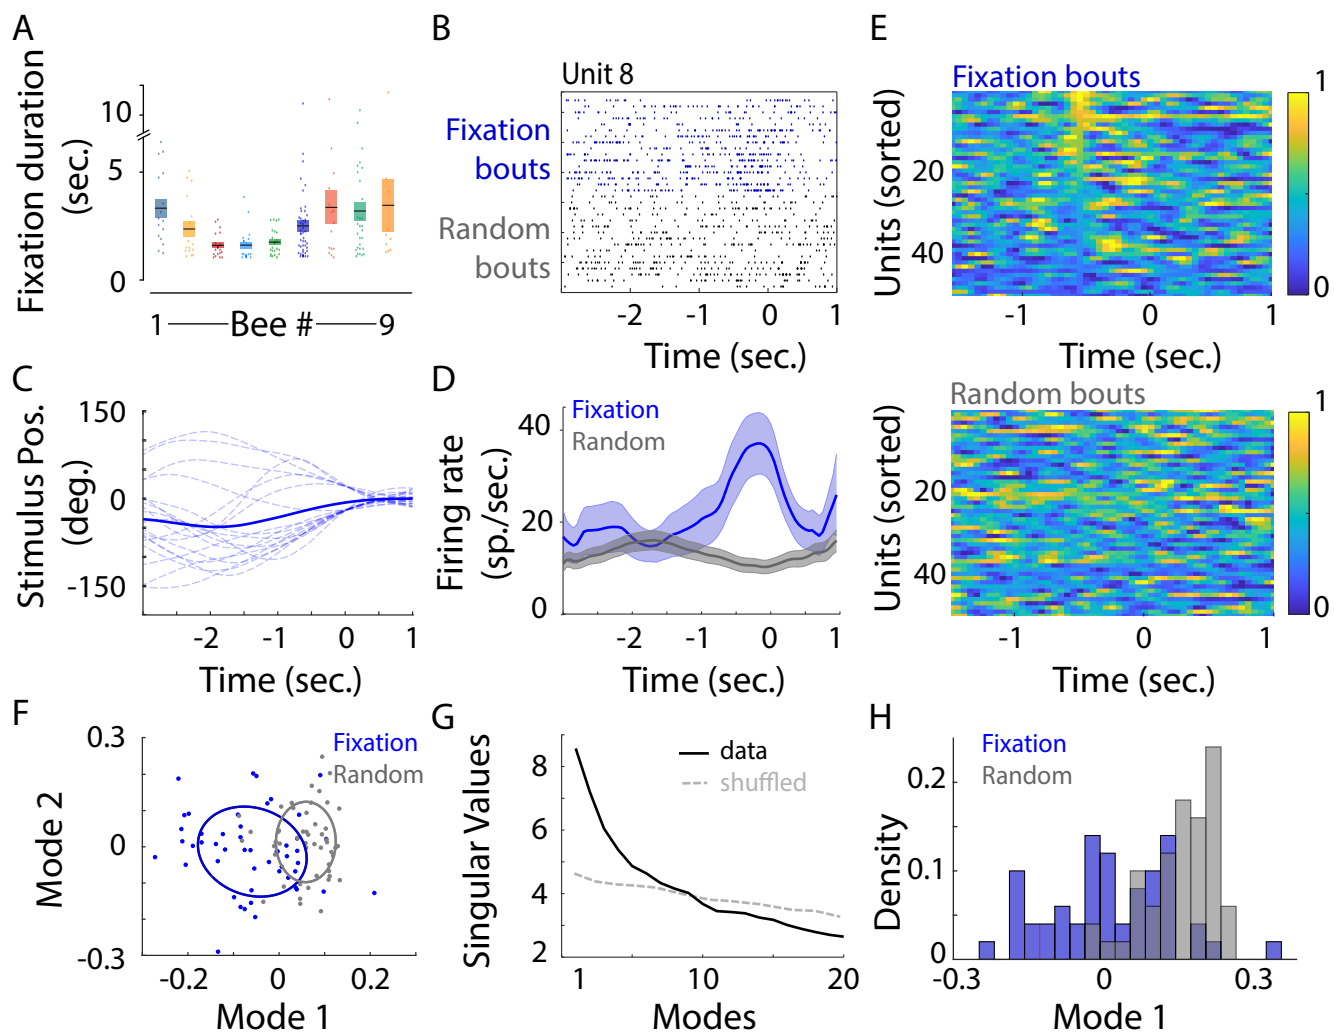 A
Fixation duration
(sec.)
10
5
0
1
Bee #
9
B
Unit 8
Fixation
bouts
Random
bouts
-2
-1
0
1
Time (sec.)
E
Fixation bouts
Units (sorted)
20
40
-1
0
1
Time (sec.)
1
0
C
Stimulus Pos.
(deg.)
150
0
-150
-2
-1
0
1
Time (sec.)
D
Firing rate
(sp./sec.)
Fixation
Random
40
20
0
-2
-1
0
1
Time (sec.)
Random bouts
Units (sorted)
20
40
-1
0
1
Time (sec.)
1
0
F
Mode 2
0.3
0
-0.3
Fixation
Random
-0.2
0
0.2
Mode 1
G
Singular Values
8
6
4
2
data
shuffled
1
10
20
Modes
H
Density
0.2
0.1
0
Fixation
Random
-0.3
0
0.3
Mode 1